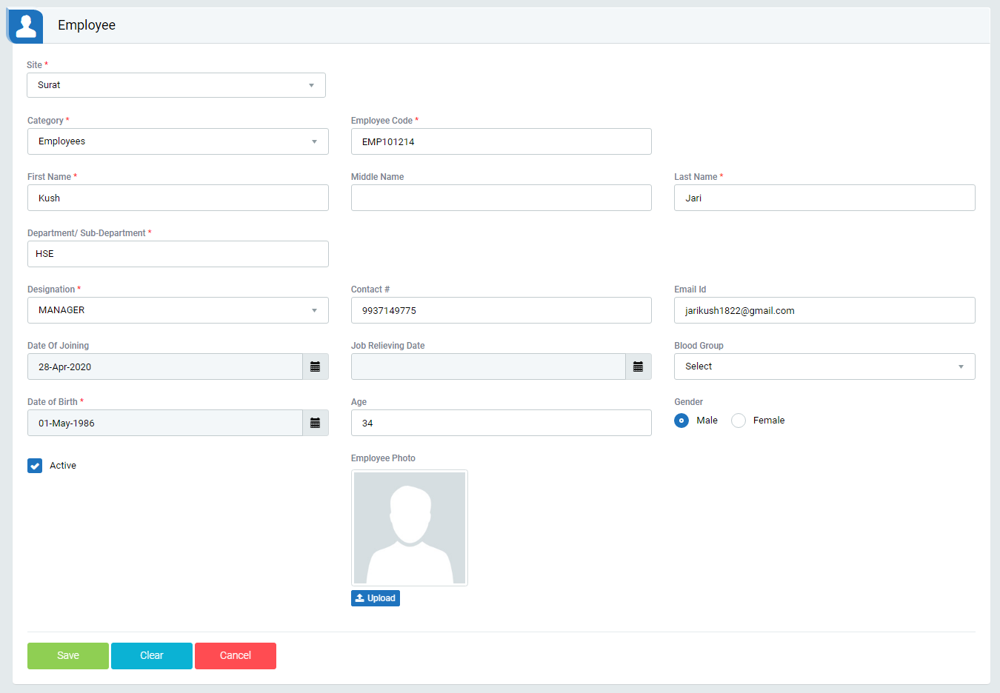 Employee
Site *
Surat
Category * Employee Code *
Employees EMP101214
First Name * Middle Name Last Name *
Kush Jari
Department/ Sub-Department *
HSE
Designation * Contact # Email Id
MANAGER 9937149775 jarikush1822@gmail.com
Date Of Joining Job Relieving Date Blood Group
28-Apr-2020 Select
Date of Birth * Age Gender
01-May-1986 34 Male Female
Active Employee Photo
Upload
Save Clear Cancel